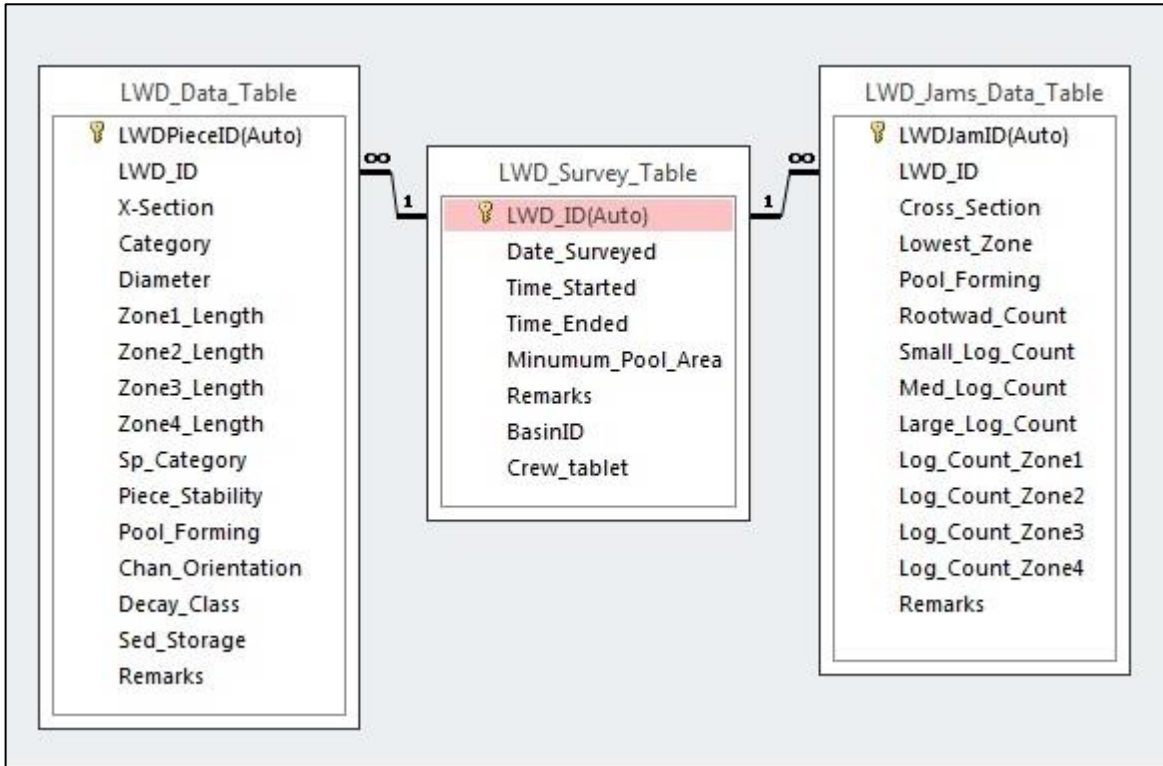 LWD_Data_Table
LWDPieceID(Auto)
LWD_ID
X-Section
Category
Diameter
Zone1_Length
Zone2_Length
Zone3_Length
Zone4_Length
Sp_Category
Piece_Stability
Pool_Forming
Chan_Orientation
Decay_Class
Sed_Storage
Remarks
∞
1
LWD_Survey_Table
LWD_ID(Auto)
Date_Surveyed
Time_Started
Time_Ended
Minumum_Pool_Area
Remarks
BasinID
Crew_tablet
1
∞
LWD_Jams_Data_Table
LWDJamID(Auto)
LWD_ID
Cross_Section
Lowest_Zone
Pool_Forming
Rootwad_Count
Small_Log_Count
Med_Log_Count
Large_Log_Count
Log_Count_Zone1
Log_Count_Zone2
Log_Count_Zone3
Log_Count_Zone4
Remarks